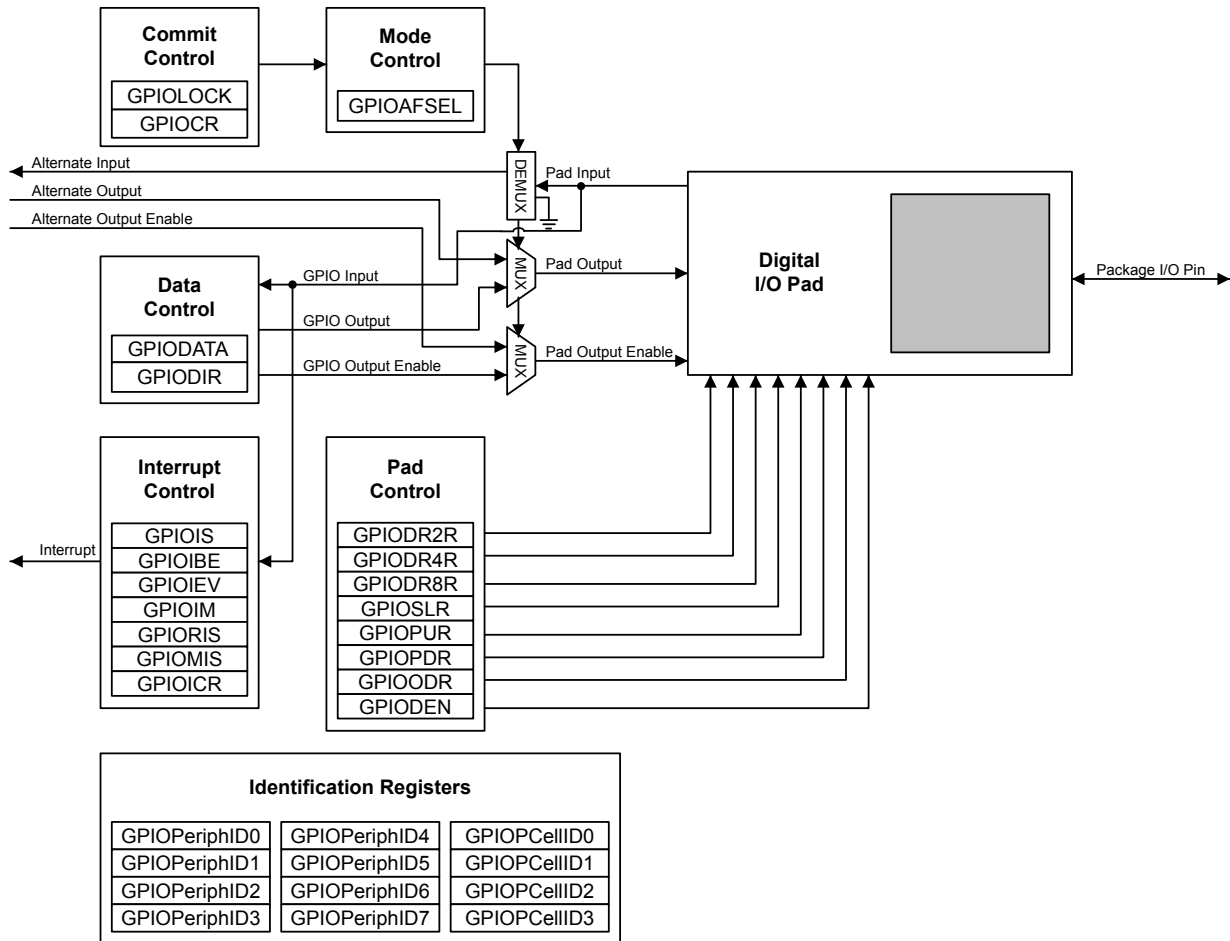 Commit
Control
GPIOLOCK
GPIOCR
Mode
Control
GPIOAFSEL
Alternate Input
Alternate Output
Alternate Output Enable
DEMUX
Pad Input
MUX
Pad Output
MUX
Pad Output Enable
Digital
I/O Pad
Package I/O Pin
Data
Control
GPIODATA
GPIODIR
GPIO Input
GPIO Output
GPIO Output Enable
Interrupt
Control
GPIOIS
GPIOIBE
GPIOIEV
GPIOIM
GPIORIS
GPIOMIS
GPIOICR
Interrupt
Pad
Control
GPIODR2R
GPIODR4R
GPIODR8R
GPIOSLR
GPIOPUR
GPIOPDR
GPIOODR
GPIODEN
Identification Registers
GPIOPeriphID0
GPIOPeriphID1
GPIOPeriphID2
GPIOPeriphID3
GPIOPeriphID4
GPIOPeriphID5
GPIOPeriphID6
GPIOPeriphID7
GPIOPCellID0
GPIOPCellID1
GPIOPCellID2
GPIOPCellID3